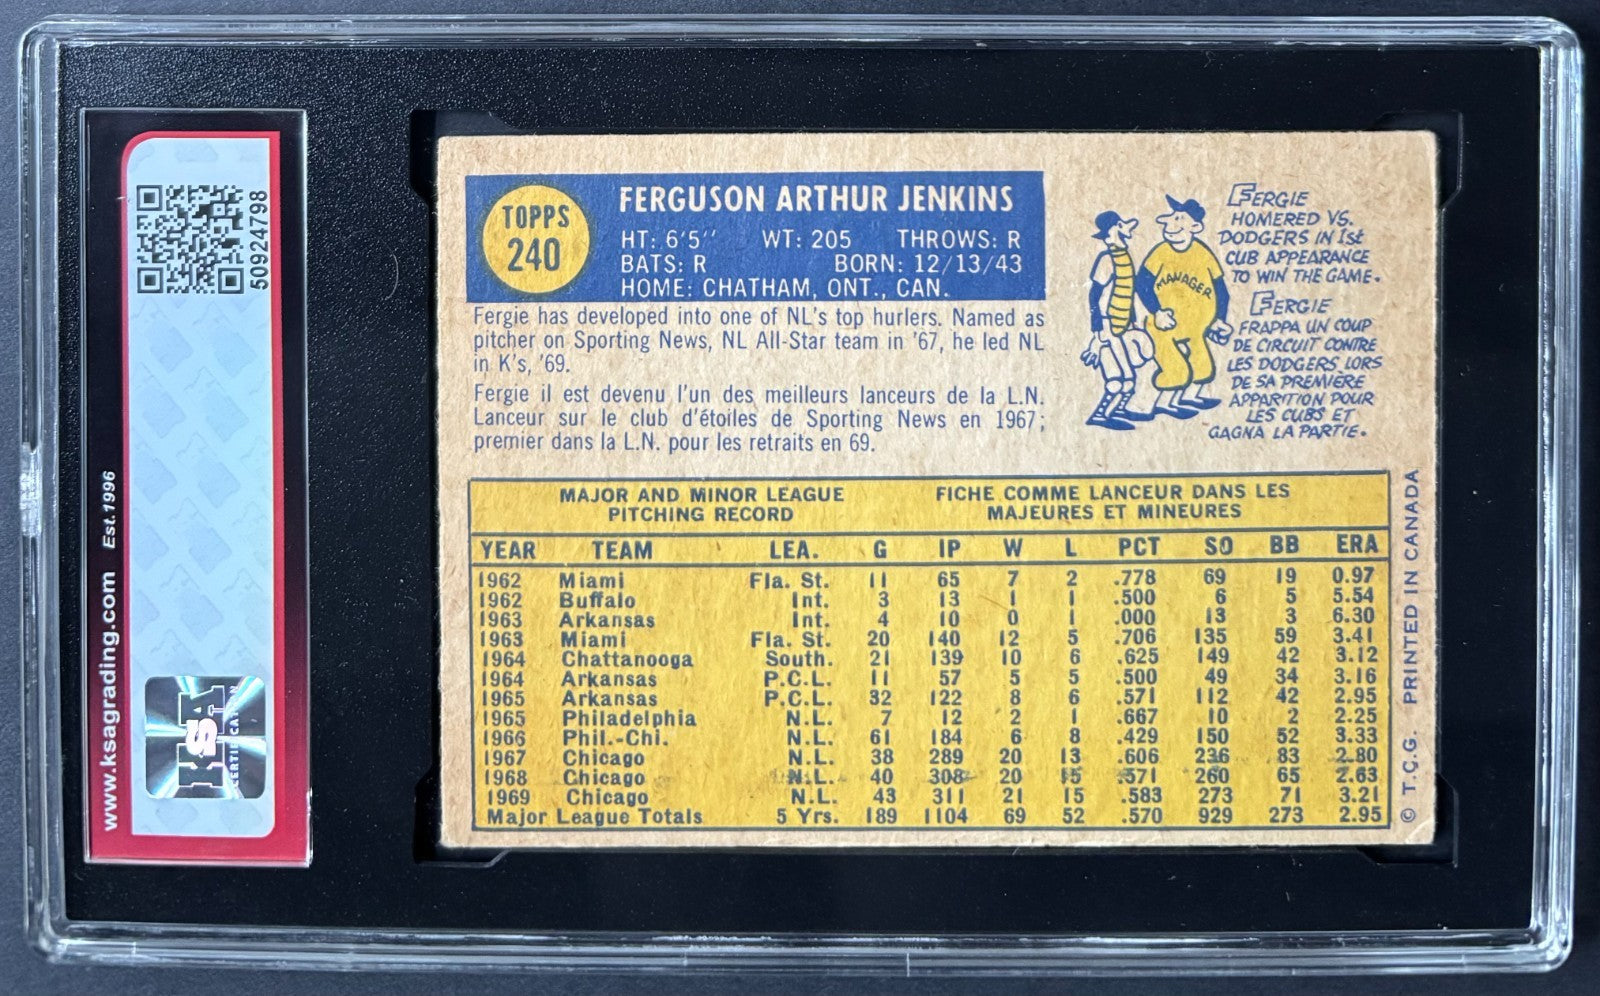 50924798
www.ksagrading.com Est.1996
KSA
CERTIFICATION
TOPPS
240
FERGUSON ARTHUR JENKINS
HT: 6'5'' WT: 205 THROWS: R
BATS: R BORN: 12/13/43
HOME: CHATHAM, ONT., CAN.
Fergie has developed into one of NL's top hurlers. Named as
pitcher on Sporting News, NL All-Star team in '67, he led NL
in K's, '69.
Fergie il est devenu l'un des meilleurs lanceurs de la L.N.
Lanceur sur le club d'étoiles de Sporting News en 1967;
premier dans la L.N. pour les retraits en 69.
MANAGER
FERGIE
HOMERED VS.
DODGERS IN 1st
CUB APPEARANCE
TO WIN THE GAME.
FERGIE
FRAPPA UN COUP
DE CIRCUIT CONTRE
LES DODGERS LORS
DE SA PREMIÈRE
APPARITION POUR
LES CUBS ET
GAGNA LA PARTIE.
MAJOR AND MINOR LEAGUE
PITCHING RECORD
FICHE COMME LANCEUR DANS LES
MAJEURES ET MINEURES
YEAR TEAM LEA. G IP W L PCT SO BB ERA
1962 Miami Fla. St. 11 65 7 2 .778 69 19 0.97
1962 Buffalo Int. 3 13 1 1 .500 6 5 5.54
1963 Arkansas Int. 4 10 0 1 .000 13 3 6.30
1963 Miami Fla. St. 20 140 12 5 .706 135 59 3.41
1964 Chattanooga South. 21 139 10 6 .625 149 42 3.12
1964 Arkansas P.C.L. 11 57 5 5 .500 49 34 3.16
1965 Arkansas P.C.L. 32 122 8 6 .571 112 42 2.95
1965 Philadelphia N.L. 7 12 2 1 .667 10 2 2.25
1966 Phil.-Chi. N.L. 61 184 6 8 .429 150 52 3.33
1967 Chicago N.L. 38 289 20 13 .606 236 83 2.80
1968 Chicago N.L. 40 308 20 15 .571 260 65 2.63
1969 Chicago N.L. 43 311 21 15 .583 273 71 3.21
Major League Totals 5 Yrs. 189 1104 69 52 .570 929 273 2.95
© T.C.G. PRINTED IN CANADA